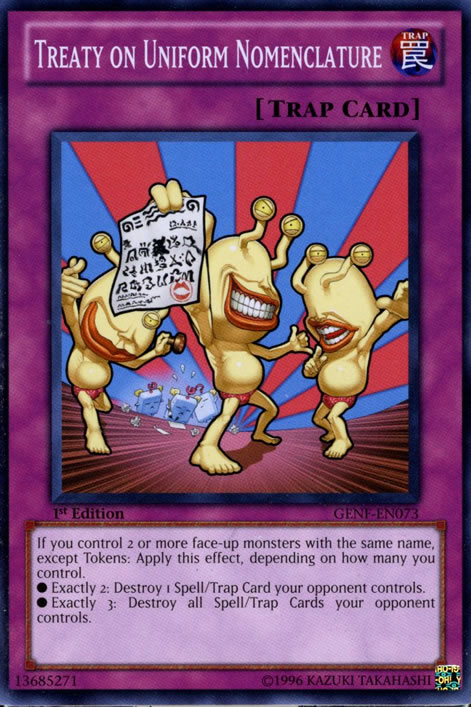 TREATY ON UNIFORM NOMENCLATURE
TRAP
罠
[TRAP CARD]
1st Edition
GENF-EN073
If you control 2 or more face-up monsters with the same name,
except Tokens: Apply this effect, depending on how many you
control.
● Exactly 2: Destroy 1 Spell/Trap Card your opponent controls.
● Exactly 3: Destroy all Spell/Trap Cards your opponent
controls.
13685271
©1996 KAZUKI TAKAHASHI